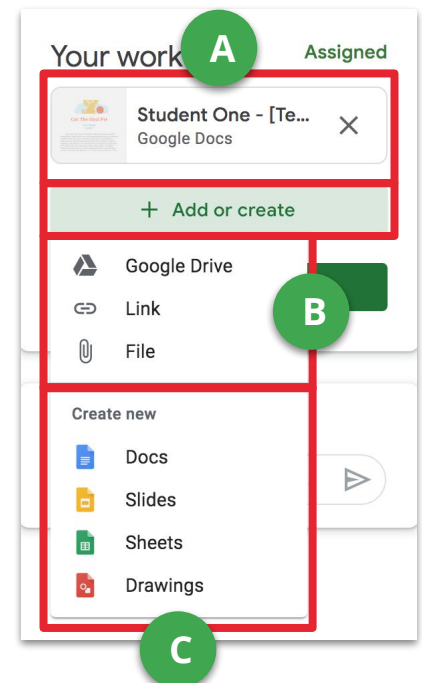 Your work
A
Assigned
Student One - [Te...
Google Docs
+ Add or create
Google Drive
Link
B
File
Create new
Docs
Slides
Sheets
Drawings
C